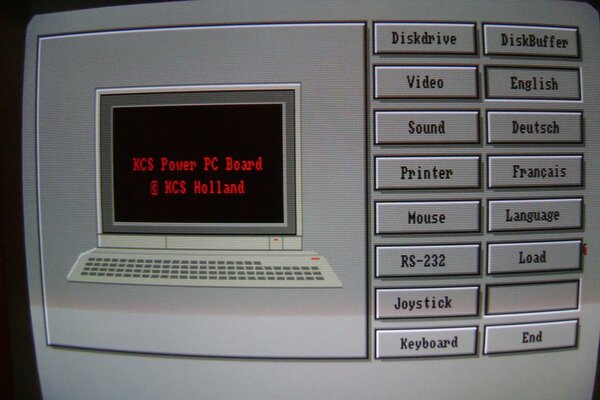 KCS Power PC Board
© KCS Holland
Diskdrive
DiskBuffer
Video
English
Sound
Deutsch
Printer
Français
Mouse
Language
RS-232
Load
Joystick
Keyboard
End